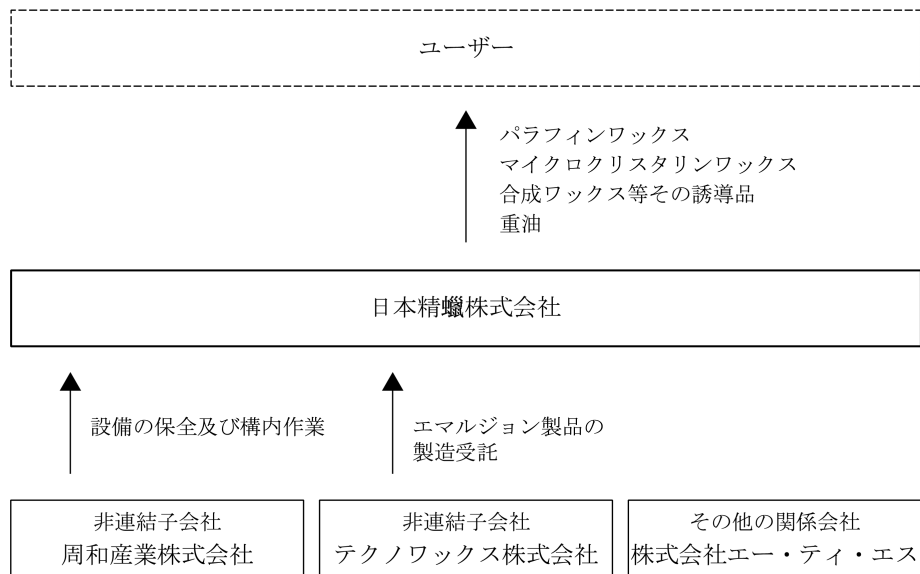 ユーザー
パラフィンワックス
マイクロクリスタリンワックス
合成ワックス等その誘導品
重油
日本精蠟株式会社
設備の保全及び構内作業
エマルジョン製品の
製造受託
非連結子会社
周和産業株式会社
非連結子会社
テクノワックス株式会社
その他の関係会社
株式会社エー・ティ・エス